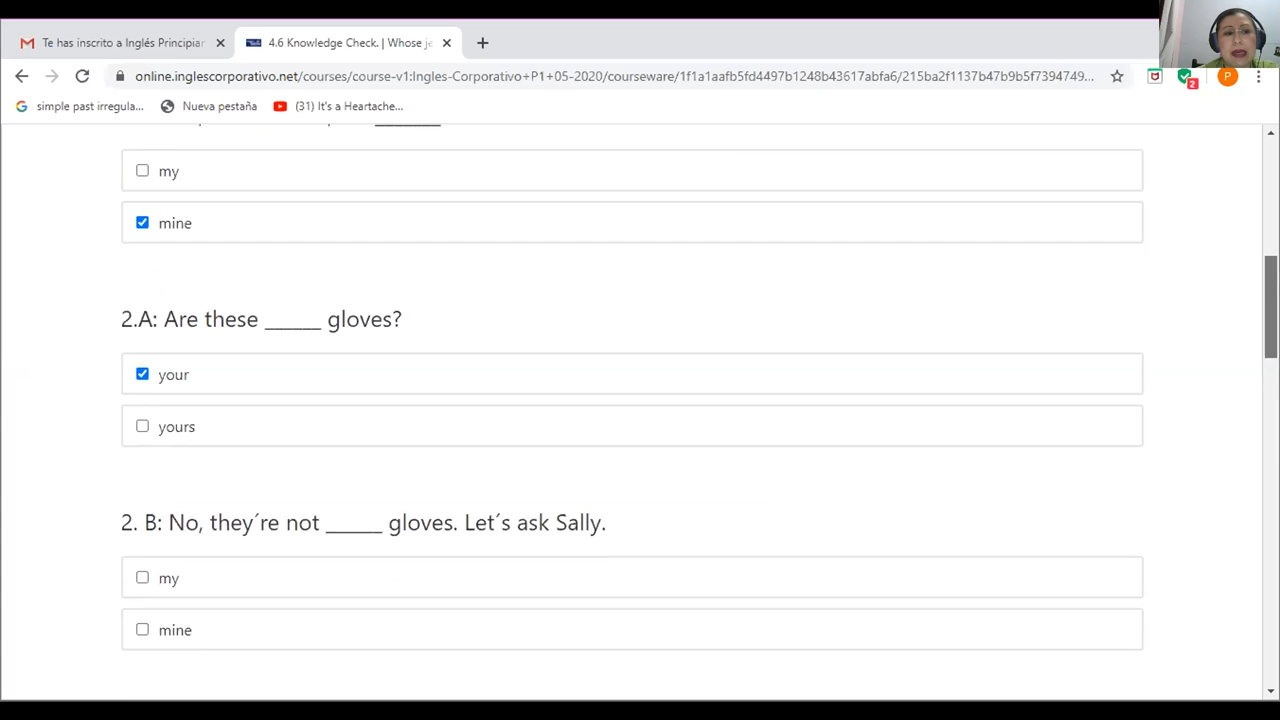 Te has inscrito a Inglés Principiar
4.6 Knowledge Check. | Whose je
online.inglescorporativo.net/courses/course-v1:Ingles-Corporativo+P1+05-2020/courseware/1f1a1aafb5fd4497b1240b43617abfa6/215ba2f1137b47b9b5f7394749...
2
P
simple past irregula...
Nueva pestaña
(31) It's a Heartache...
my
mine
2.A: Are these ______ gloves?
your
yours
2. B: No, they´re not ______ gloves. Let´s ask Sally.
my
mine